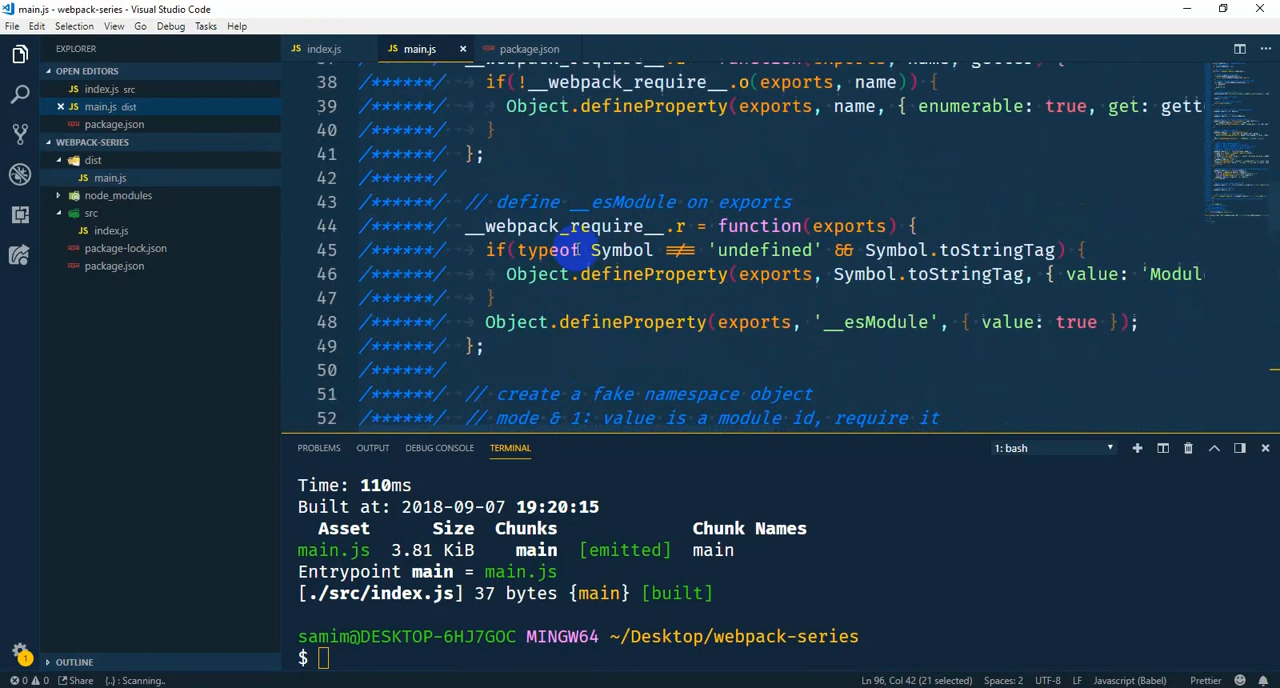 main.js - webpack-series - Visual Studio Code
File Edit Selection View Go Debug Tasks Help
EXPLORER
OPEN EDITORS
index.js src
main.js dist
package.json
WEBPACK-SERIES
dist
main.js
node_modules
src
index.js
package-lock.json
package.json
OUTLINE
index.js main.js package.json
38 /******/ if(!__webpack_require__.o(exports, name)) {
39 /******/ Object.defineProperty(exports, name, { enumerable: true, get: gett
40 /******/ }
41 /******/ };
42 /******/
43 /******/ // define __esModule on exports
44 /******/ __webpack_require__.r = function(exports) {
45 /******/ if(typeof Symbol !== 'undefined' && Symbol.toStringTag) {
46 /******/ Object.defineProperty(exports, Symbol.toStringTag, { value: 'Modul
47 /******/ }
48 /******/ Object.defineProperty(exports, '__esModule', { value: true });
49 /******/ };
50 /******/
51 /******/ // create a fake namespace object
52 /******/ // mode & 1: value is a module id, require it
PROBLEMS OUTPUT DEBUG CONSOLE TERMINAL 1: bash
Time: 110ms
Built at: 2018-09-07 19:20:15
Asset Size Chunks Chunk Names
main.js 3.81 KiB main [emitted] main
Entrypoint main = main.js
[./src/index.js] 37 bytes {main} [built]
samim@DESKTOP-6HJ7GOC MINGW64 ~/Desktop/webpack-series
$
1
0 0 Share {..} : Scanning.. Ln 96, Col 42 (21 selected) Spaces: 2 UTF-8 LF Javascript (Babel) Prettier